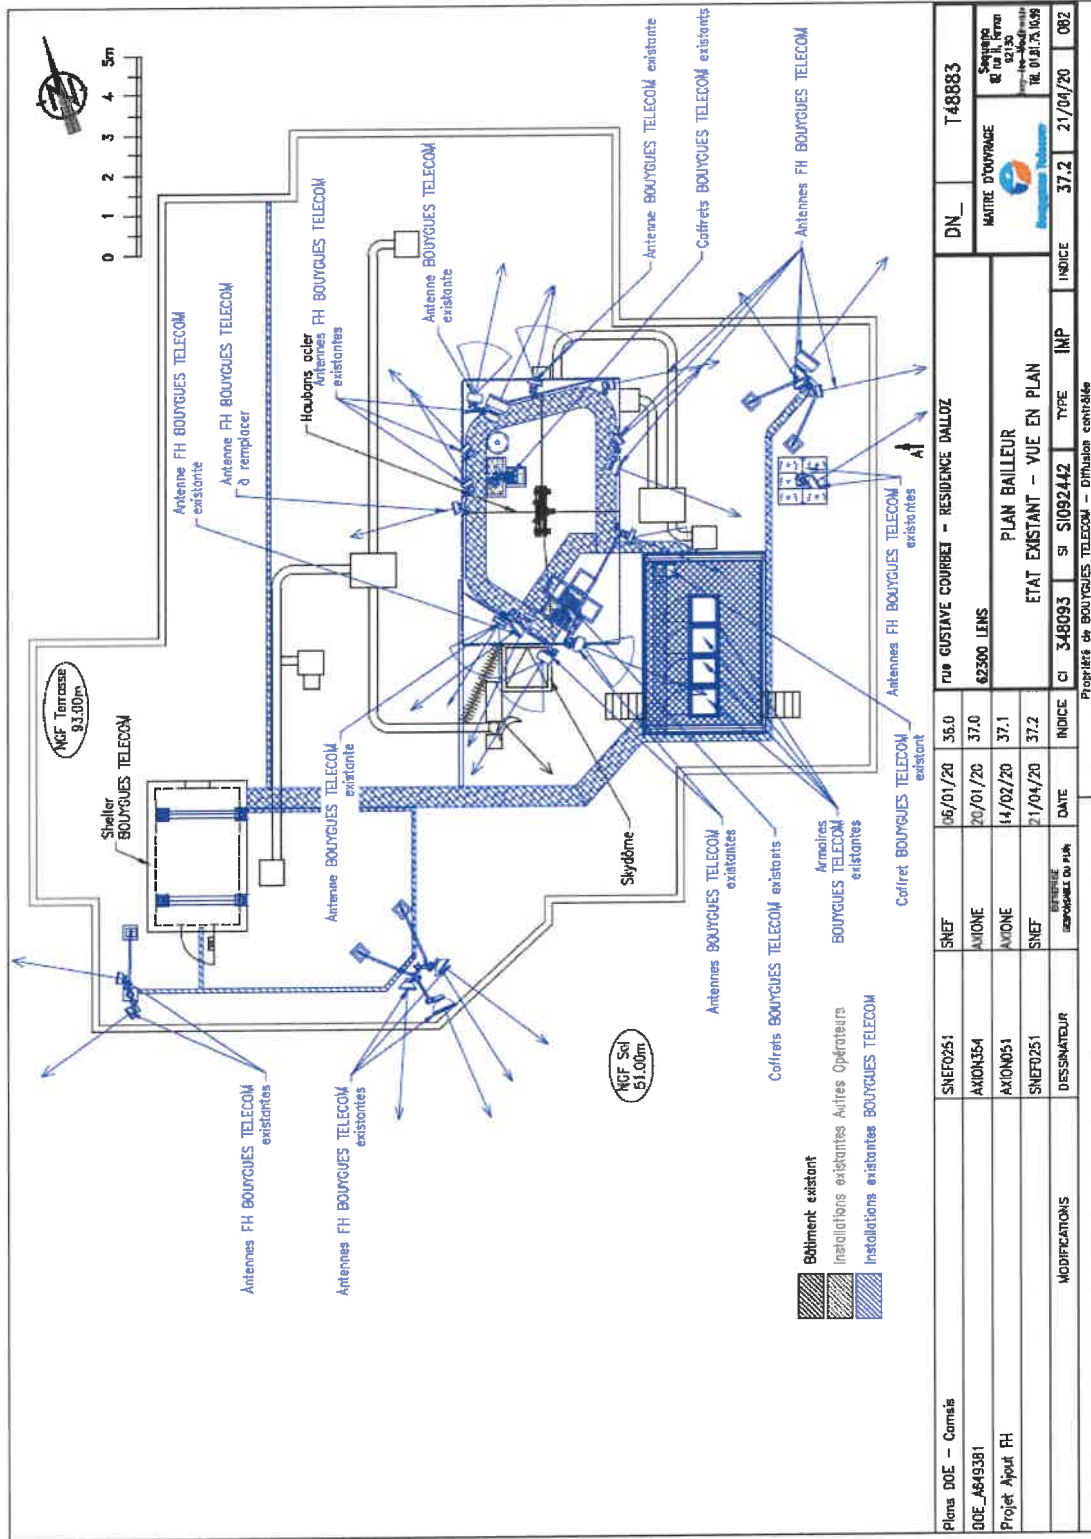 0 1 2 3 4 5m
NGF Terrasse
93.00m
Shelter
BOUYGUES TELECOM
Antenne FH BOUYGUES TELECOM
existante
Antenne FH BOUYGUES TELECOM
à remplacer
Haubans acier
Antennes FH BOUYGUES TELECOM
existantes
Antenne BOUYGUES TELECOM
existante
Antenne BOUYGUES TELECOM existante
Coffrets BOUYGUES TELECOM existants
Antennes FH BOUYGUES TELECOM
Antenne BOUYGUES TELECOM
existante
Skydôme
Antennes FH BOUYGUES TELECOM
existantes
Antennes FH BOUYGUES TELECOM
existantes
NGF Sol
51.00m
Antennes BOUYGUES TELECOM
existantes
Coffrets BOUYGUES TELECOM existants
Armoires
BOUYGUES TELECOM
existantes
Coffret BOUYGUES TELECOM
existant
Antennes FH BOUYGUES TELECOM
existantes
A1
Bâtiment existant
Installations existantes Autres Opérateurs
Installations existantes BOUYGUES TELECOM
Plans DOE - Comsis SNEF0251 SNEF 06/01/20 36.0
DOE_A849381 AXION354 AXIONE 20/01/20 37.0
Projet Ajout FH AXION051 AXIONE 14/02/20 37.1
SNEF0251 SNEF 21/04/20 37.2
MODIFICATIONS DESSINATEUR ENTREPRISE RESPONSABLE DU PLAN DATE INDICE
rue GUSTAVE COURBET - RESIDENCE DALLOZ
62300 LENS
DN_ T48883
PLAN BAILLEUR
ETAT EXISTANT - VUE EN PLAN
MAITRE D'OUVRAGE
Bouygues Telecom
92130
CI 348093 SI SI092442 TYPE IMP INDICE 37.2 21/04/20 082
Propriété de BOUYGUES TELECOM - Diffusion contrôlée